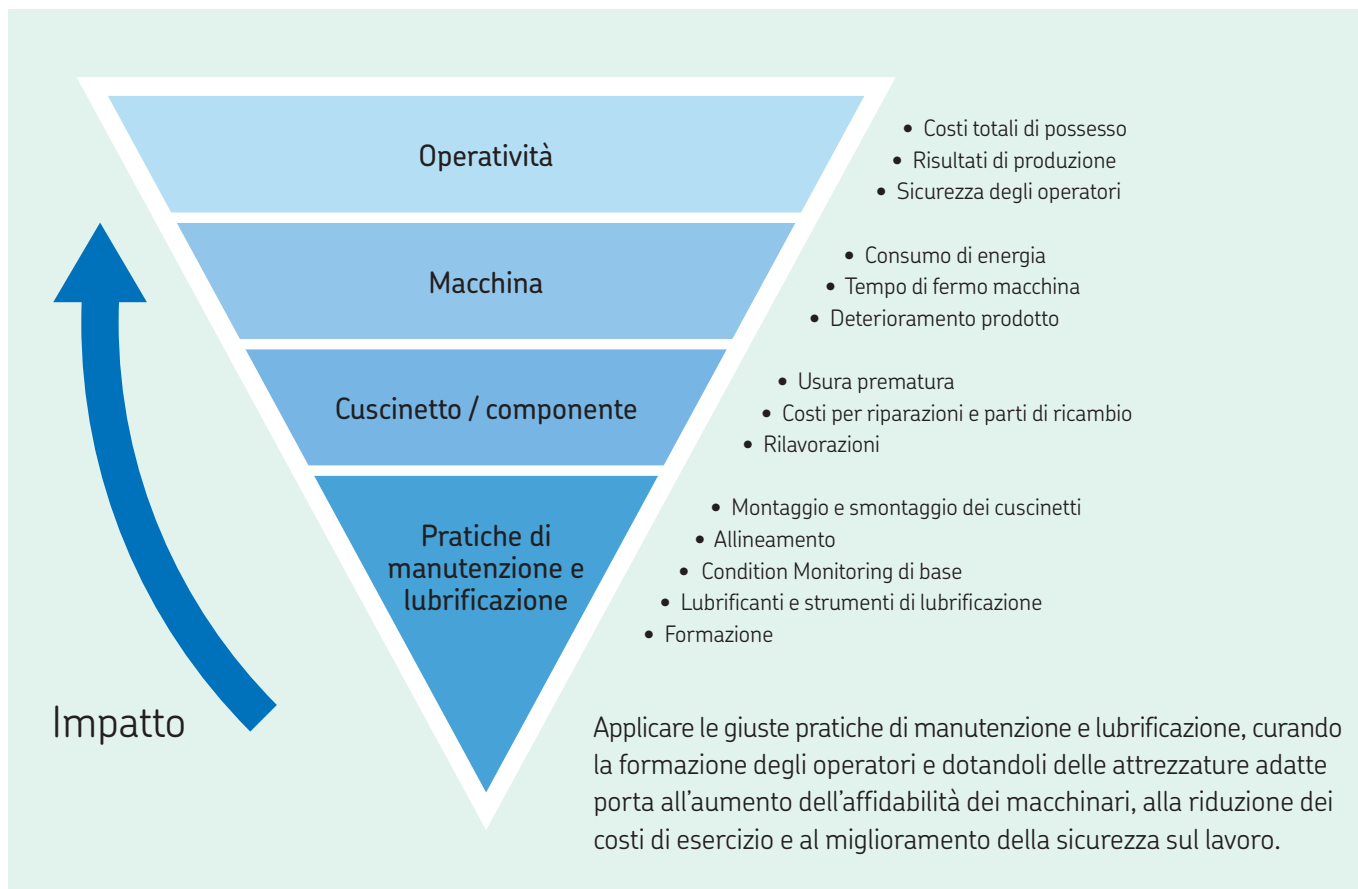 Operatività
• Costi totali di possesso
• Risultati di produzione
• Sicurezza degli operatori
Macchina
• Consumo di energia
• Tempo di fermo macchina
• Deterioramento prodotto
Cuscinetto / componente
• Usura prematura
• Costi per riparazioni e parti di ricambio
• Rilavorazioni
Pratiche di
manutenzione e
lubrificazione
• Montaggio e smontaggio dei cuscinetti
• Allineamento
• Condition Monitoring di base
• Lubrificanti e strumenti di lubrificazione
• Formazione
Impatto
Applicare le giuste pratiche di manutenzione e lubrificazione, curando
la formazione degli operatori e dotandoli delle attrezzature adatte
porta all’aumento dell’affidabilità dei macchinari, alla riduzione dei
costi di esercizio e al miglioramento della sicurezza sul lavoro.